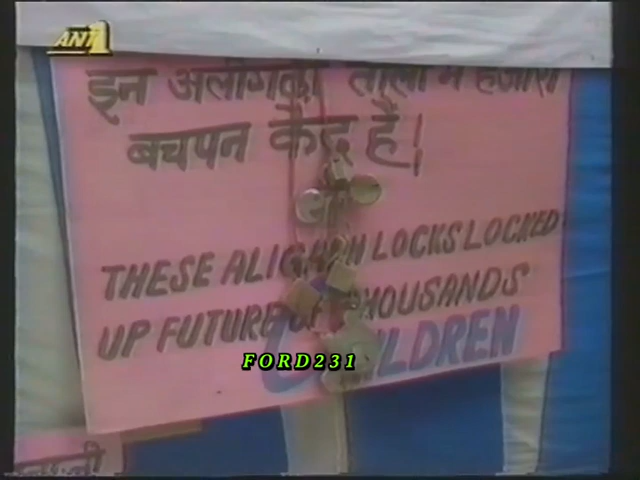 ANT1
इन अलीगढ़ी तालों में हजारों
बचपन कैद हैं!
THESE ALIGARH LOCKS LOCKED
UP FUTURE OF THOUSANDS
CHILDREN
FORD231